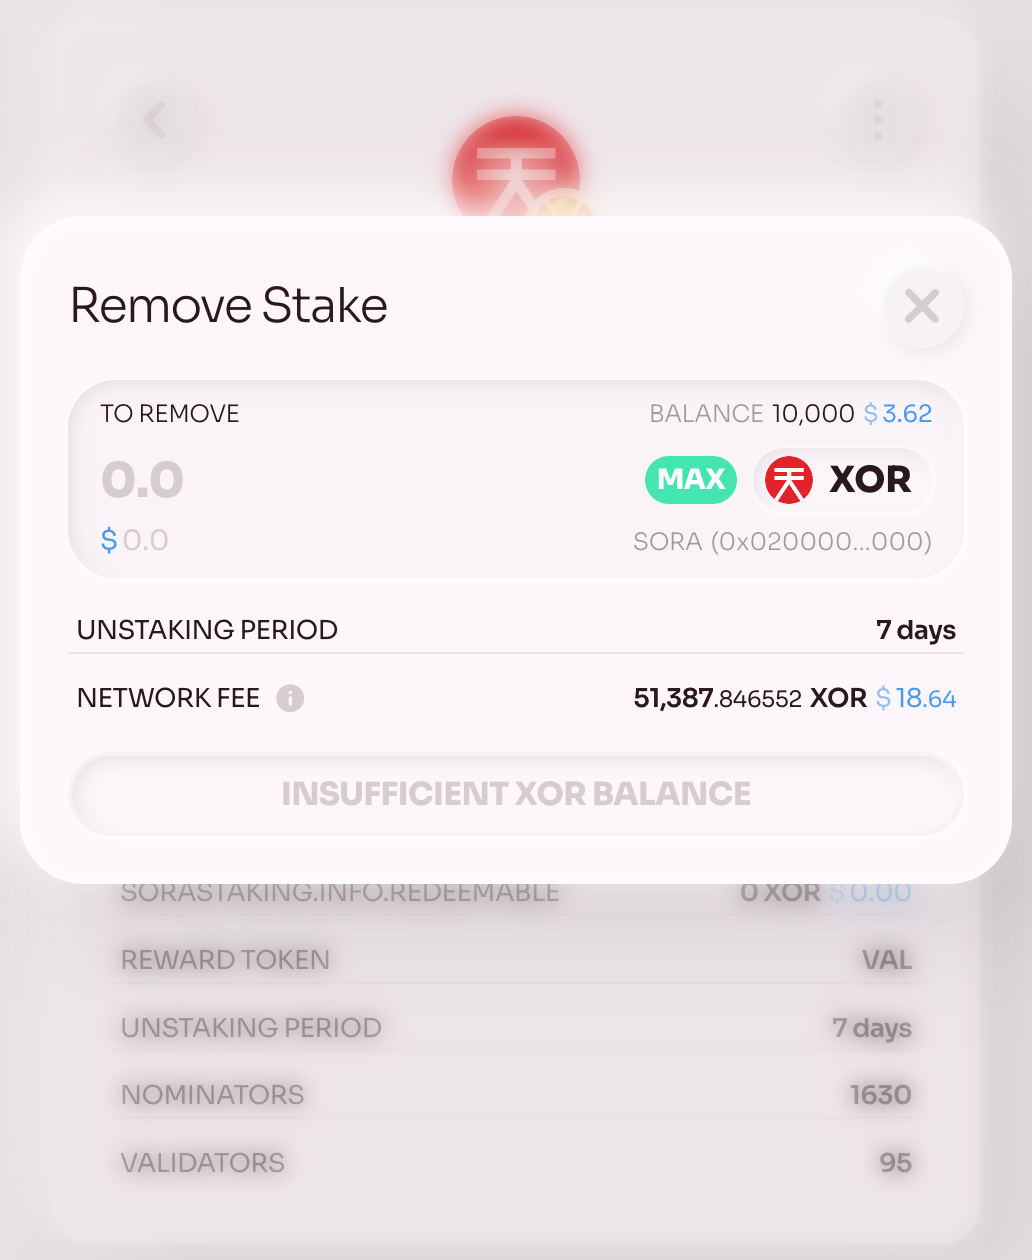 天
Remove Stake
TO REMOVE BALANCE 10,000 $ 3.62
0.0 MAX 天 XOR
$ 0.0 SORA (0x020000...000)
UNSTAKING PERIOD 7 days
NETWORK FEE i 51,387.846552 XOR $ 18.64
INSUFFICIENT XOR BALANCE
SORASTAKING.INFO.REDEEMABLE 0 XOR $ 0.00
REWARD TOKEN VAL
UNSTAKING PERIOD 7 days
NOMINATORS 1630
VALIDATORS 95